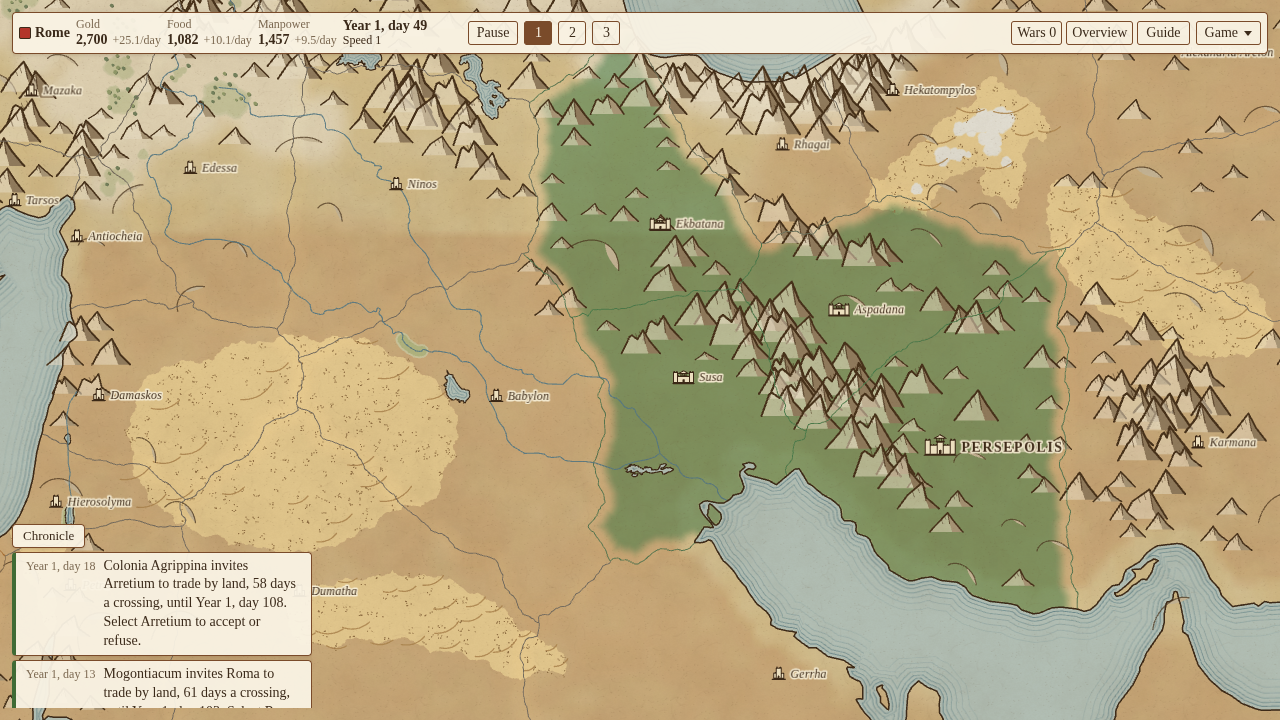 Rome
Gold
2,700 +25.1/day
Food
1,082 +10.1/day
Manpower
1,457 +9.5/day
Year 1, day 49
Speed 1
Pause
1
2
3
Wars 0
Overview
Guide
Game
Mazaka
Hekatompylos
Rhagai
Edessa
Ninos
Tarsos
Ekbatana
Antiocheia
Aspadana
Susa
Damaskos
Babylon
PERSEPOLIS
Karmana
Hierosolyma
Dumatha
Gerrha
Chronicle
Year 1, day 18
Colonia Agrippina invites
Arretium to trade by land, 58 days
a crossing, until Year 1, day 108.
Select Arretium to accept or
refuse.
Year 1, day 13
Mogontiacum invites Roma to
trade by land, 61 days a crossing,